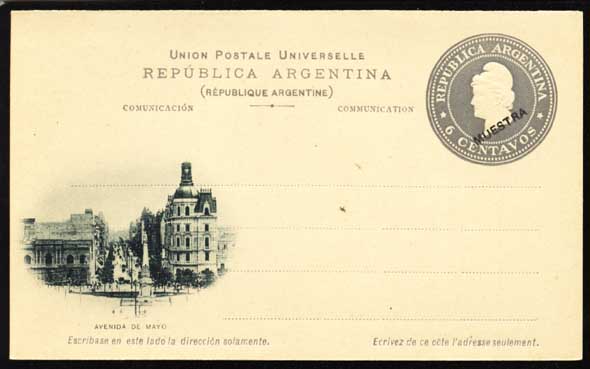 UNION POSTALE UNIVERSELLE
REPÚBLICA ARGENTINA
(RÉPUBLIQUE ARGENTINE)
COMUNICACIÓN
COMMUNICATION
REPUBLICA ARGENTINA
MUESTRA
6 CENTAVOS
AVENIDA DE MAYO
Escríbase en este lado la dirección solamente.
Ecrivez de ce côte l'adresse seulement.